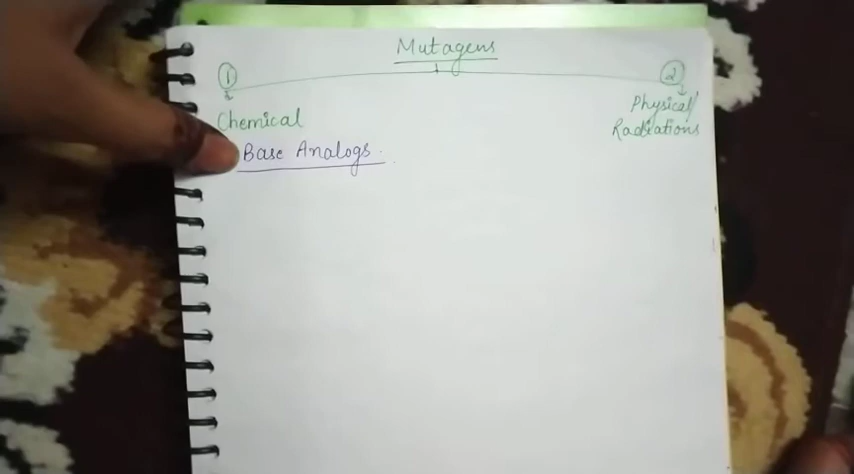 Mutagens
① ②
Chemical
Physical/
Radiations
Base Analogs.